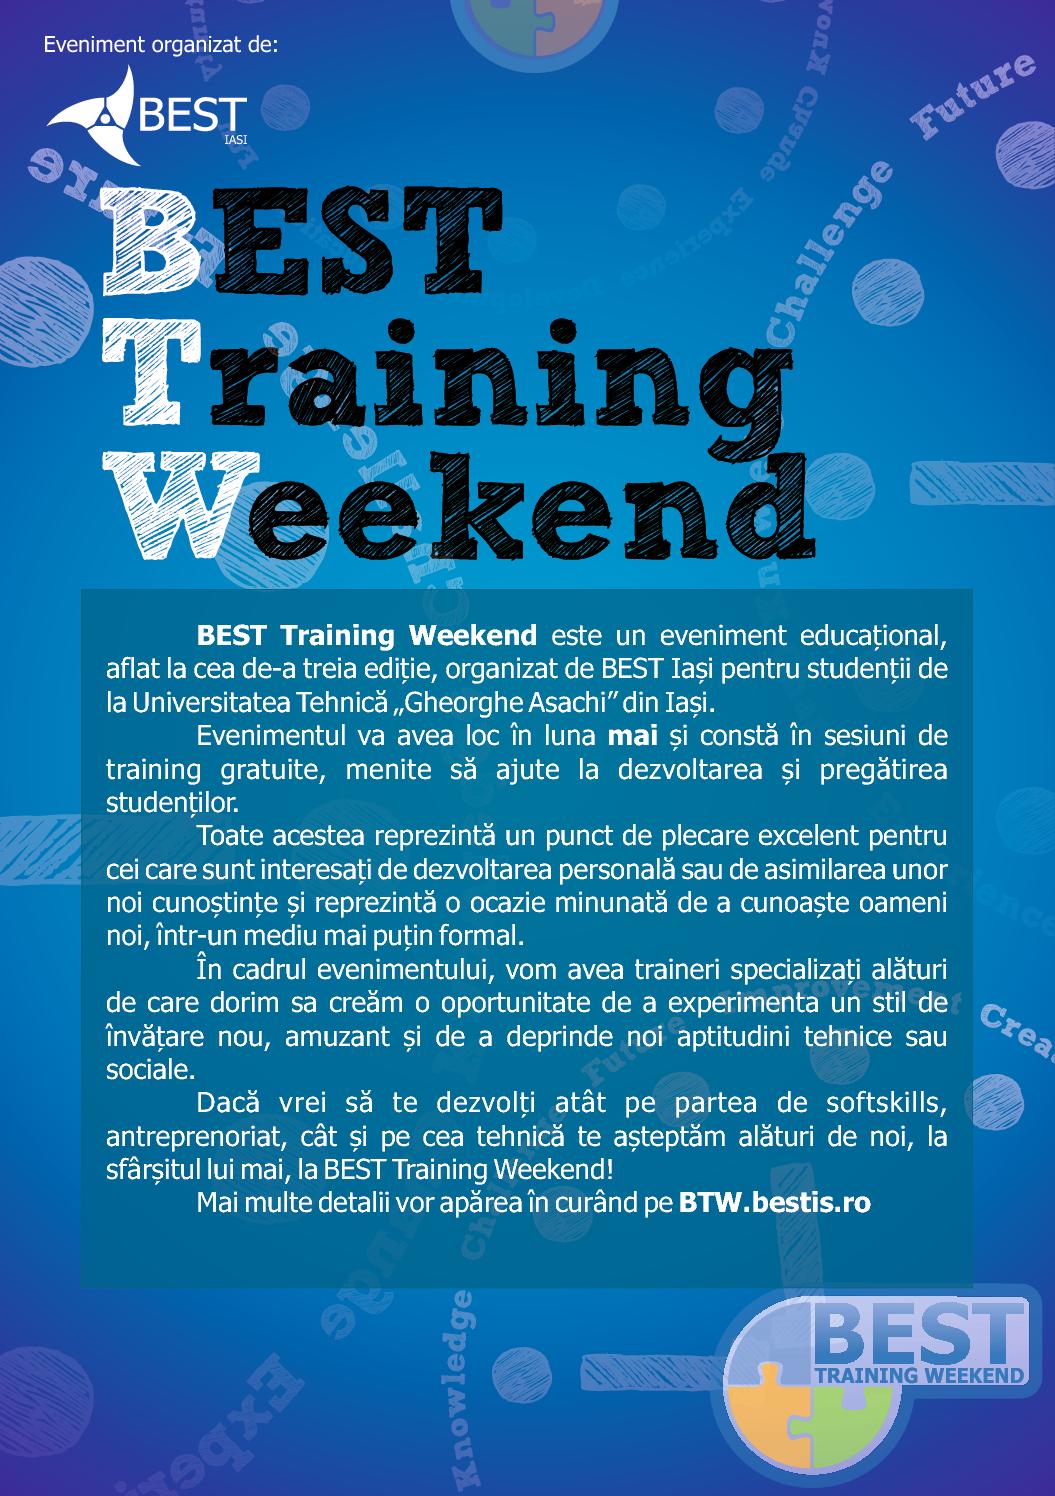 Eveniment organizat de:
BEST
IASI
BEST
Training
Weekend
Future
Challenge
Experience
Change
Knowledge
BEST Training Weekend este un eveniment educațional,
aflat la cea de-a treia ediție, organizat de BEST Iași pentru studenții de
la Universitatea Tehnică „Gheorghe Asachi” din Iași.
Evenimentul va avea loc în luna mai și constă în sesiuni de
training gratuite, menite să ajute la dezvoltarea și pregătirea
studenților.
Toate acestea reprezintă un punct de plecare excelent pentru
cei care sunt interesați de dezvoltarea personală sau de asimilarea unor
noi cunoștințe și reprezintă o ocazie minunată de a cunoaște oameni
noi, într-un mediu mai puțin formal.
În cadrul evenimentului, vom avea traineri specializați alături
de care dorim sa creăm o oportunitate de a experimenta un stil de
învățare nou, amuzant și de a deprinde noi aptitudini tehnice sau
sociale.
Dacă vrei să te dezvolți atât pe partea de softskills,
antreprenoriat, cât și pe cea tehnică te așteptăm alături de noi, la
sfârșitul lui mai, la BEST Training Weekend!
Mai multe detalii vor apărea în curând pe BTW.bestis.ro
Future Improvement Crea
Knowledge
BEST
TRAINING WEEKEND